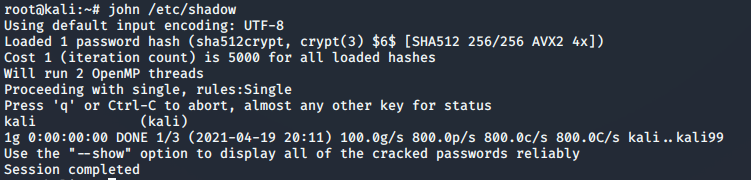 root@kali:~# john /etc/shadow
Using default input encoding: UTF-8
Loaded 1 password hash (sha512crypt, crypt(3) $6$ [SHA512 256/256 AVX2 4x])
Cost 1 (iteration count) is 5000 for all loaded hashes
Will run 2 OpenMP threads
Proceeding with single, rules:Single
Press 'q' or Ctrl-C to abort, almost any other key for status
kali             (kali)
1g 0:00:00:00 DONE 1/3 (2021-04-19 20:11) 100.0g/s 800.0p/s 800.0c/s 800.0C/s kali..kali99
Use the "--show" option to display all of the cracked passwords reliably
Session completed